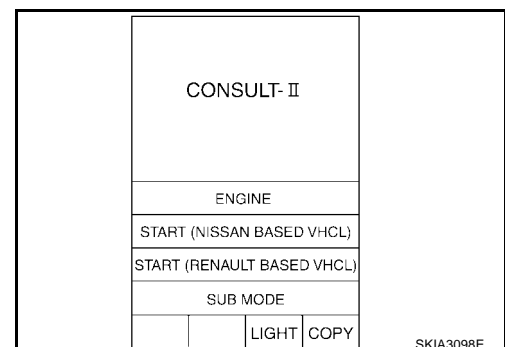 CONSULT-II
ENGINE
START (NISSAN BASED VHCL)
START (RENAULT BASED VHCL)
SUB MODE
LIGHT COPY
SKIA3098E